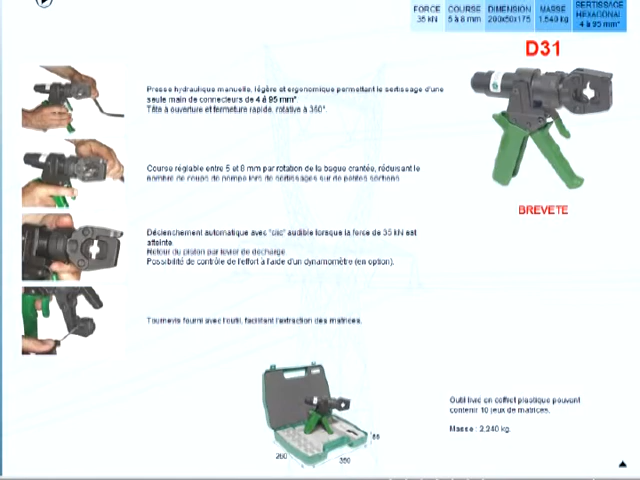 FORCE COURSE DIMENSION MASSE SERTISSAGE
HEXAGONAL
35 kN 5 à 8 mm 200x50x175 1.540 kg 4 à 95 mm²
D31
Presse hydraulique manuelle, légère et ergonomique permettant le sertissage d'une
seule main de connecteurs de 4 à 95 mm²
Tête à ouverture et fermeture rapide, rotative à 350°.
Course réglable entre 5 et 8 mm par rotation de la bague crantée, réduisant le
nombre de coups de pompe lors de sertissages sur de petites sections.
BREVETE
Déclenchement automatique avec "clic" audible lorsque la force de 35 kN est
atteinte.
Retour du piston par levier de décharge
Possibilité de contrôle de l'effort à l'aide d'un dynamomètre (en option).
Tournevis fourni avec l'outil, facilitant l'extraction des matrices.
Outil livré en coffret plastique pouvant
contenir 10 jeux de matrices.
Masse : 2.240 kg.
350